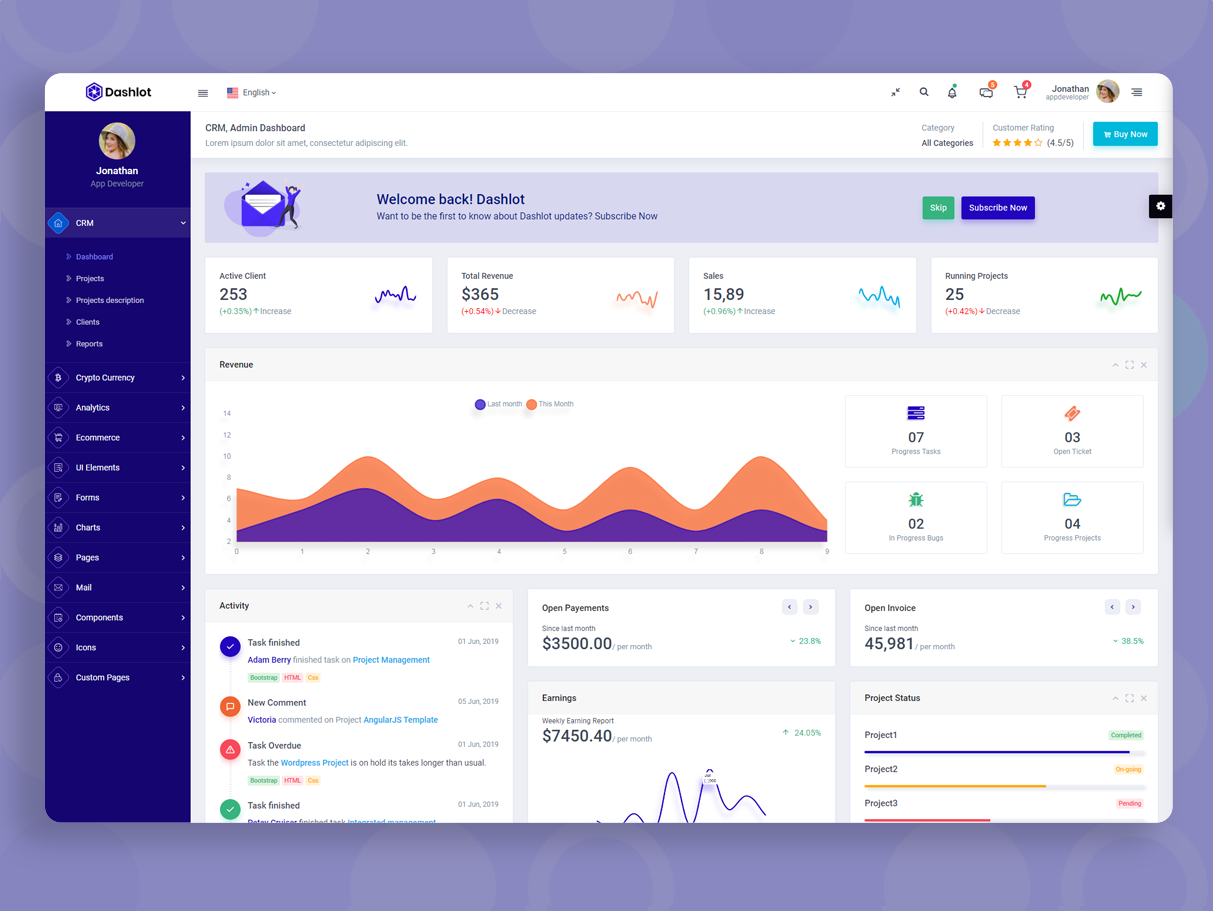 Dashlot
English
5
4
Jonathan
appdeveloper
Jonathan
App Developer
CRM
Dashboard
Projects
Projects description
Clients
Reports
Crypto Currency
Analytics
Ecommerce
UI Elements
Forms
Charts
Pages
Mail
Components
Icons
Custom Pages
CRM, Admin Dashboard
Lorem ipsum dolor sit amet, consectetur adipiscing elit.
Category
All Categories
Customer Rating
(4.5/5)
Buy Now
Welcome back! Dashlot
Want to be the first to know about Dashlot updates? Subscribe Now
Skip
Subscribe Now
Active Client
253
(+0.35%) Increase
Total Revenue
$365
(+0.54%) Decrease
Sales
15,89
(+0.96%) Increase
Running Projects
25
(+0.42%) Decrease
Revenue
Last month This Month
14
12
10
8
6
4
2
0 1 2 3 4 5 6 7 8 9
07
Progress Tasks
03
Open Ticket
02
In Progress Bugs
04
Progress Projects
Activity
Task finished 01 Jun, 2019
Adam Berry finished task on Project Management
Bootstrap HTML Css
New Comment 05 Jun, 2019
Victoria commented on Project AngularJS Template
Task Overdue 01 Jun, 2019
Task the Wordpress Project is on hold its takes longer than usual.
Bootstrap HTML Css
Task finished 01 Jun, 2019
Petey Cruiser finished task Integrated management
Open Payments
Since last month
$3500.00 / per month
23.8%
Open Invoice
Since last month
45,981 / per month
38.5%
Earnings
Weekly Earning Report
$7450.40 / per month
24.05%
Project Status
Project1 Completed
Project2 On-going
Project3 Pending